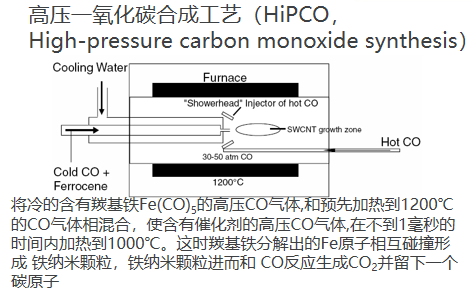 高压一氧化碳合成工艺（HiPCO，
High-pressure carbon monoxide synthesis）
Cooling Water
Furnace
"Showerhead" Injector of hot CO
SWCNT growth zone
Hot CO
Cold CO +
Ferrocene
30-50 atm CO
1200°C
将冷的含有羰基铁Fe(CO)5的高压CO气体,和预先加热到1200℃
的CO气体相混合，使含有催化剂的高压CO气体,在不到1毫秒的
时间内加热到1000℃。这时羰基铁分解出的Fe原子相互碰撞形
成 铁纳米颗粒，铁纳米颗粒进而和 CO反应生成CO2并留下一个
碳原子